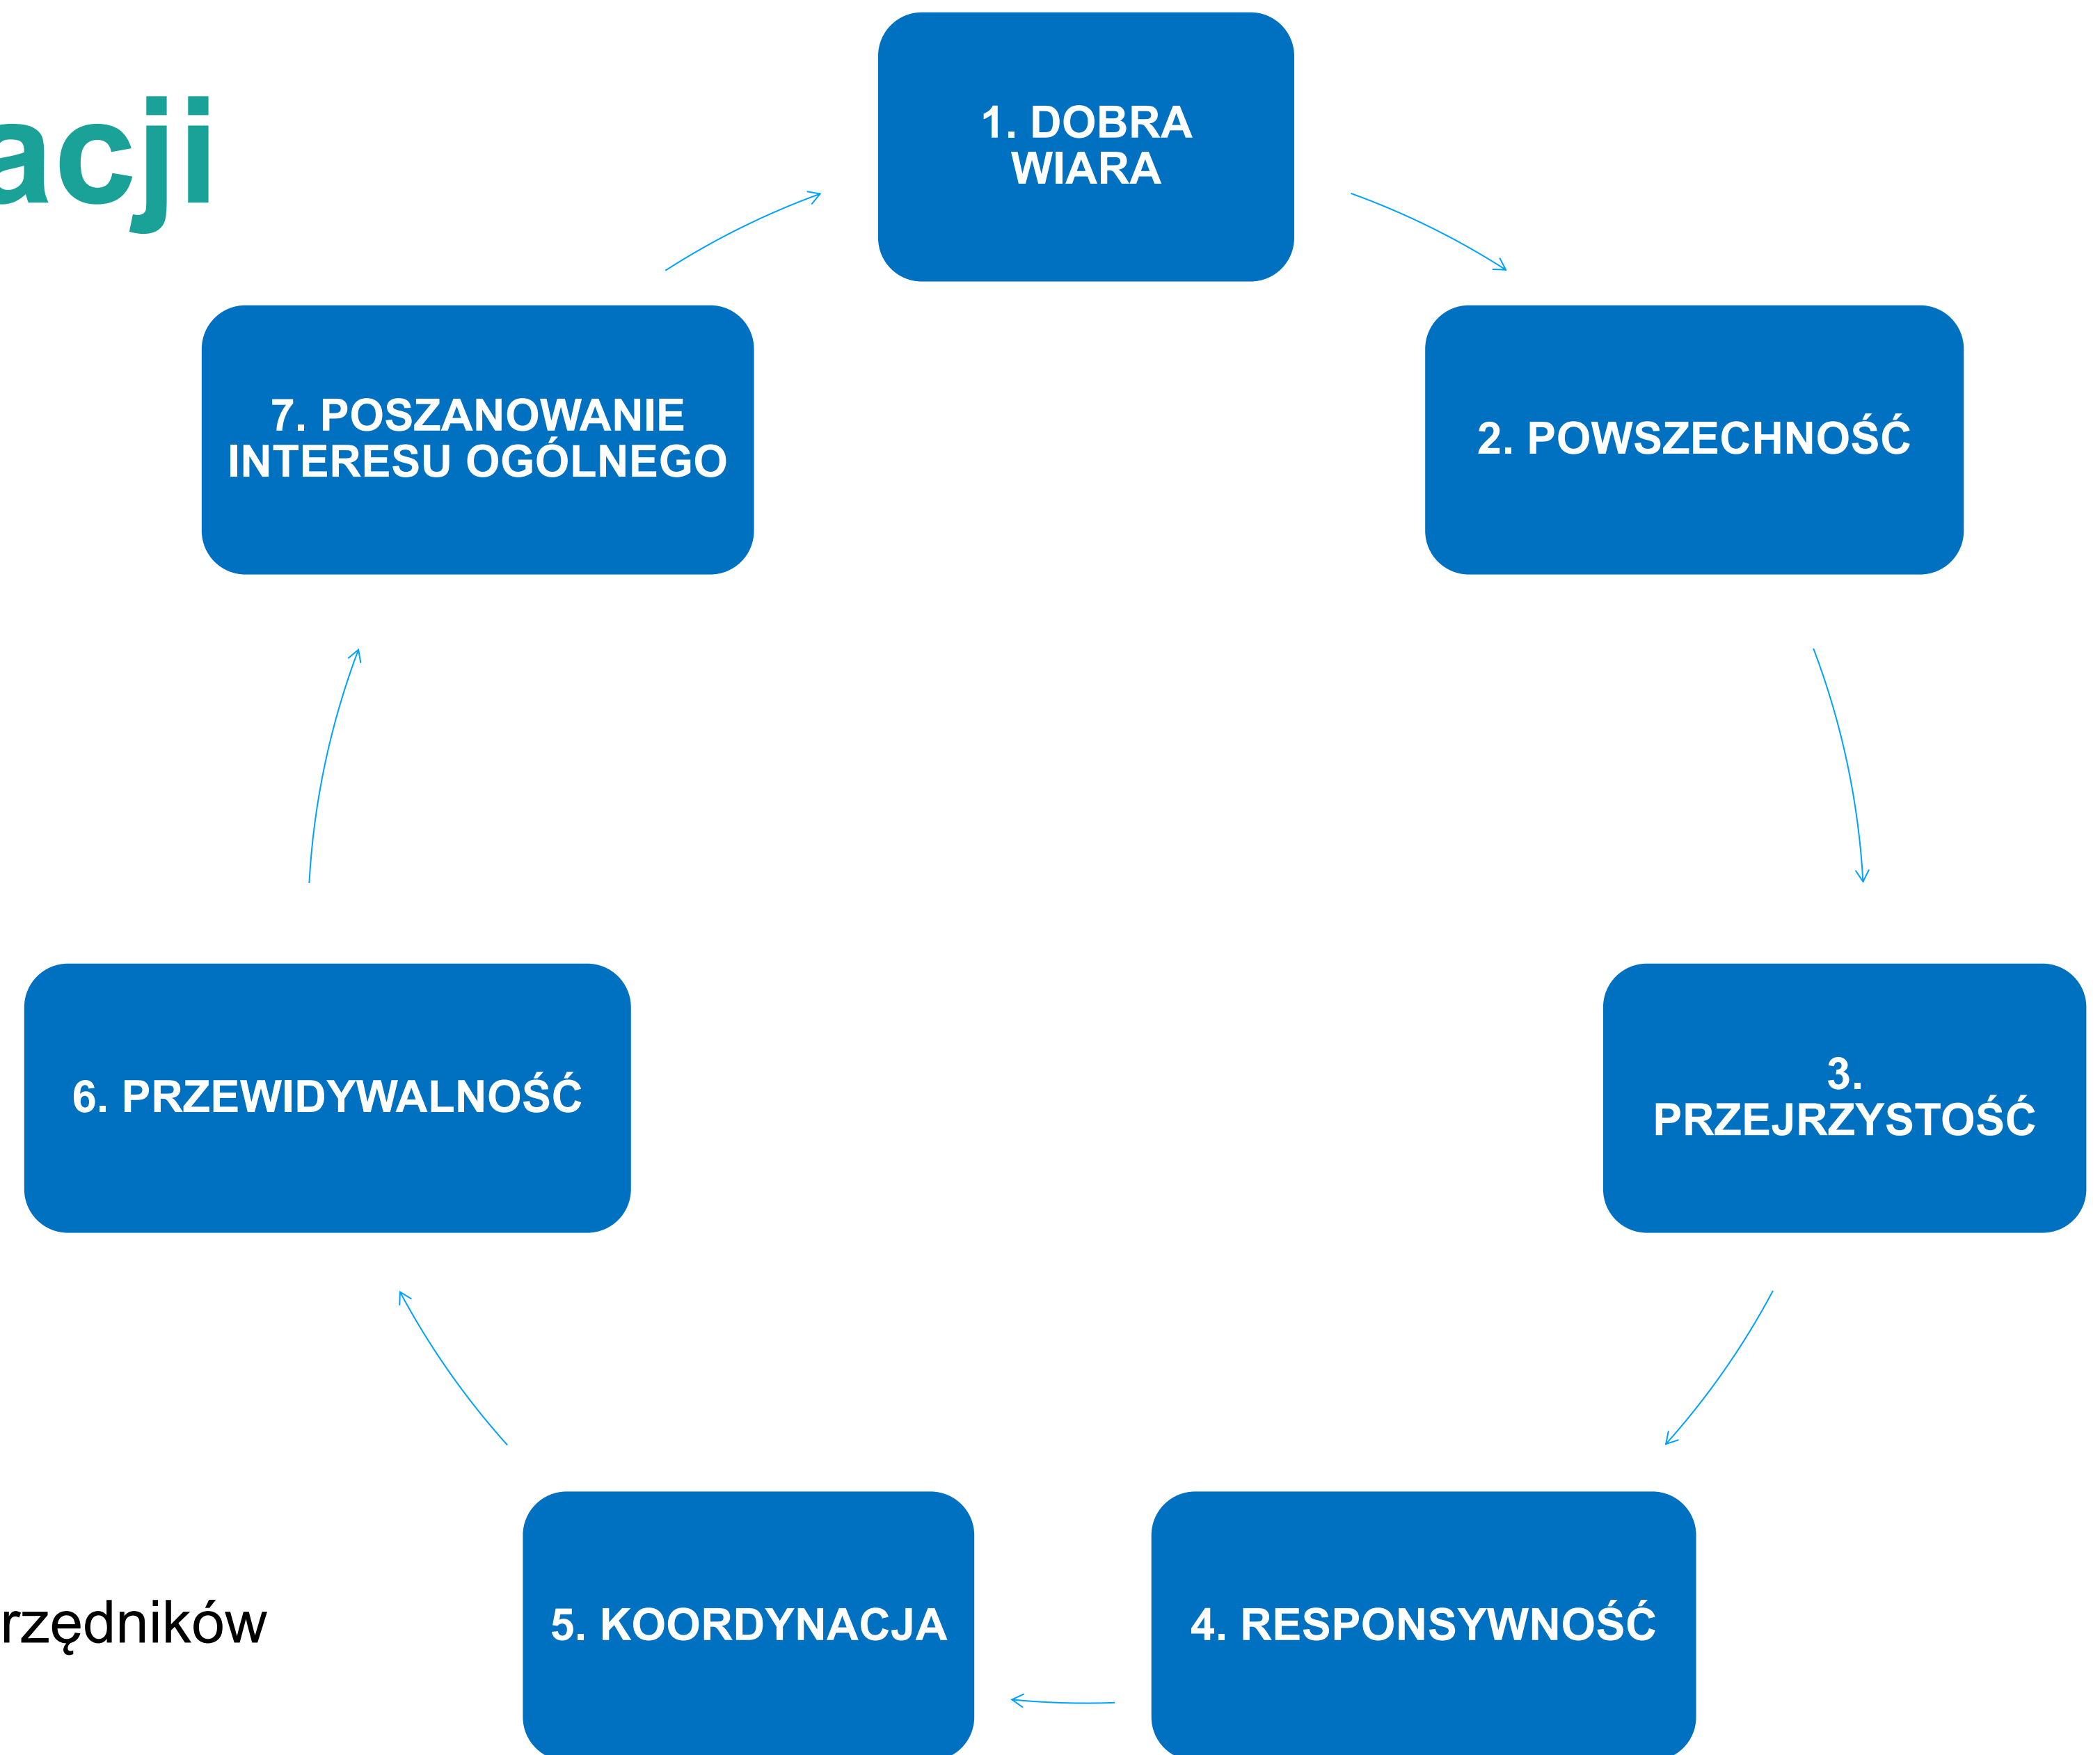 acji
1. DOBRA
WIARA
2. POWSZECHNOŚĆ
3.
PRZEJRZYSTOŚĆ
4. RESPONSYWNOŚĆ
5. KOORDYNACJA
6. PRZEWIDYWALNOŚĆ
7. POSZANOWANIE
INTERESU OGÓLNEGO
rzędników